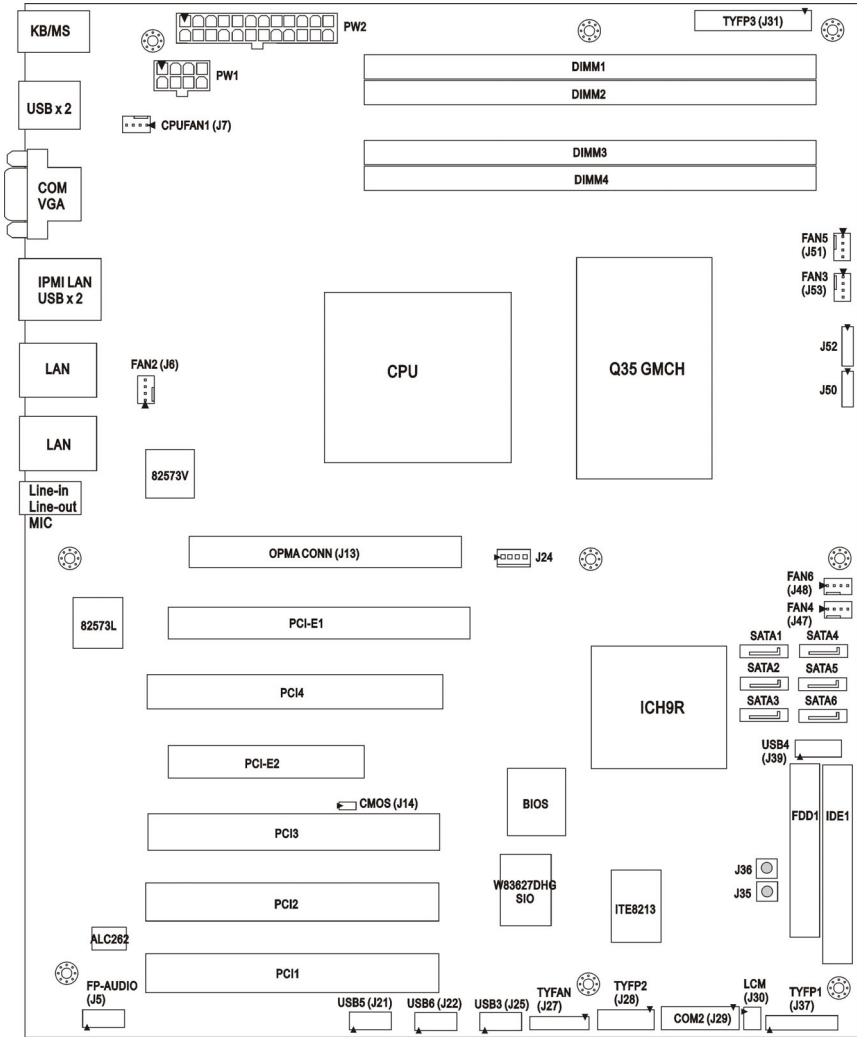 KB/MS
PW2
TYFP3 (J31)
PW1
DIMM1
DIMM2
USB x 2
CPUFAN1 (J7)
DIMM3
DIMM4
COM
VGA
FAN5
(J51)
IPMI LAN
USB x 2
FAN3
(J53)
FAN2 (J6)
LAN
CPU
Q35 GMCH
J52
J50
LAN
82573V
Line-in
Line-out
MIC
OPMA CONN (J13)
J24
FAN6
(J48)
82573L
PCI-E1
FAN4
(J47)
SATA1
SATA4
PCI4
SATA2
SATA5
ICH9R
SATA3
SATA6
USB4
(J39)
PCI-E2
CMOS (J14)
BIOS
FDD1
IDE1
PCI3
J36
J35
W83627DHG
SIO
PCI2
ITE8213
ALC262
PCI1
FP-AUDIO
(J5)
USB5 (J21)
USB6 (J22)
USB3 (J25)
TYFAN
(J27)
TYFP2
(J28)
COM2 (J29)
LCM
(J30)
TYFP1
(J37)